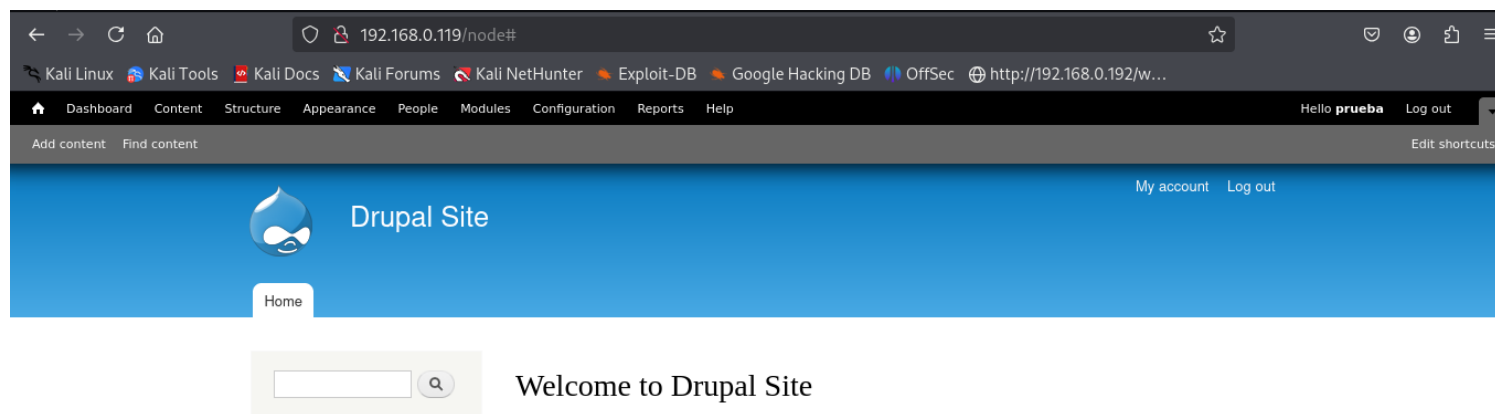 192.168.0.119/node#
Kali Linux Kali Tools Kali Docs Kali Forums Kali NetHunter Exploit-DB Google Hacking DB OffSec http://192.168.0.192/w...
Dashboard Content Structure Appearance People Modules Configuration Reports Help Hello prueba Log out
Add content Find content Edit shortcuts
My account Log out
Drupal Site
Home
Welcome to Drupal Site